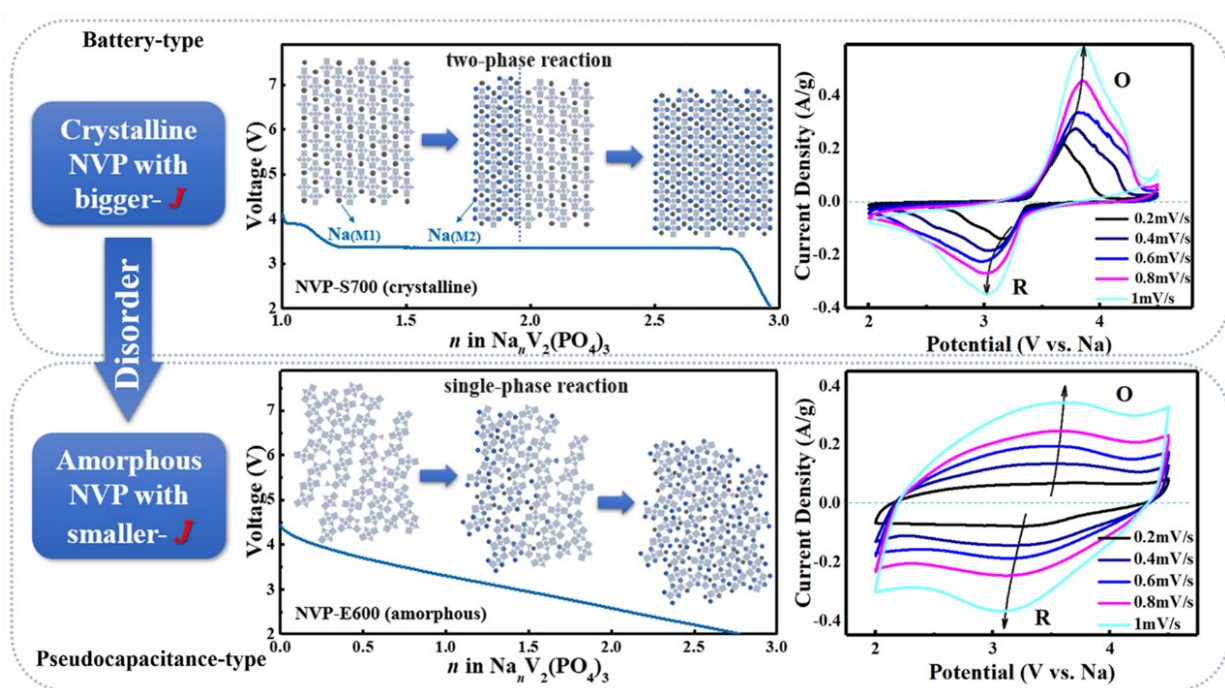 Battery-type
Crystalline
NVP with
bigger- J
Disorder
Amorphous
NVP with
smaller- J
Pseudocapacitance-type
two-phase reaction
Voltage (V)
7
6
5
4
3
2
Na(M1)
Na(M2)
NVP-S700 (crystalline)
1.0 1.5 2.0 2.5 3.0
n in NanV2(PO4)3
Current Density (A/g)
0.4
0.2
0.0
-0.2
-0.4
O
R
0.2mV/s
0.4mV/s
0.6mV/s
0.8mV/s
1mV/s
2 3 4
Potential (V vs. Na)
single-phase reaction
Voltage (V)
7
6
5
4
3
2
NVP-E600 (amorphous)
0.0 0.5 1.0 1.5 2.0 2.5 3.0
n in NanV2(PO4)3
Current Density (A/g)
0.4
0.2
0.0
-0.2
-0.4
O
R
0.2mV/s
0.4mV/s
0.6mV/s
0.8mV/s
1mV/s
2 3 4
Potential (V vs. Na)